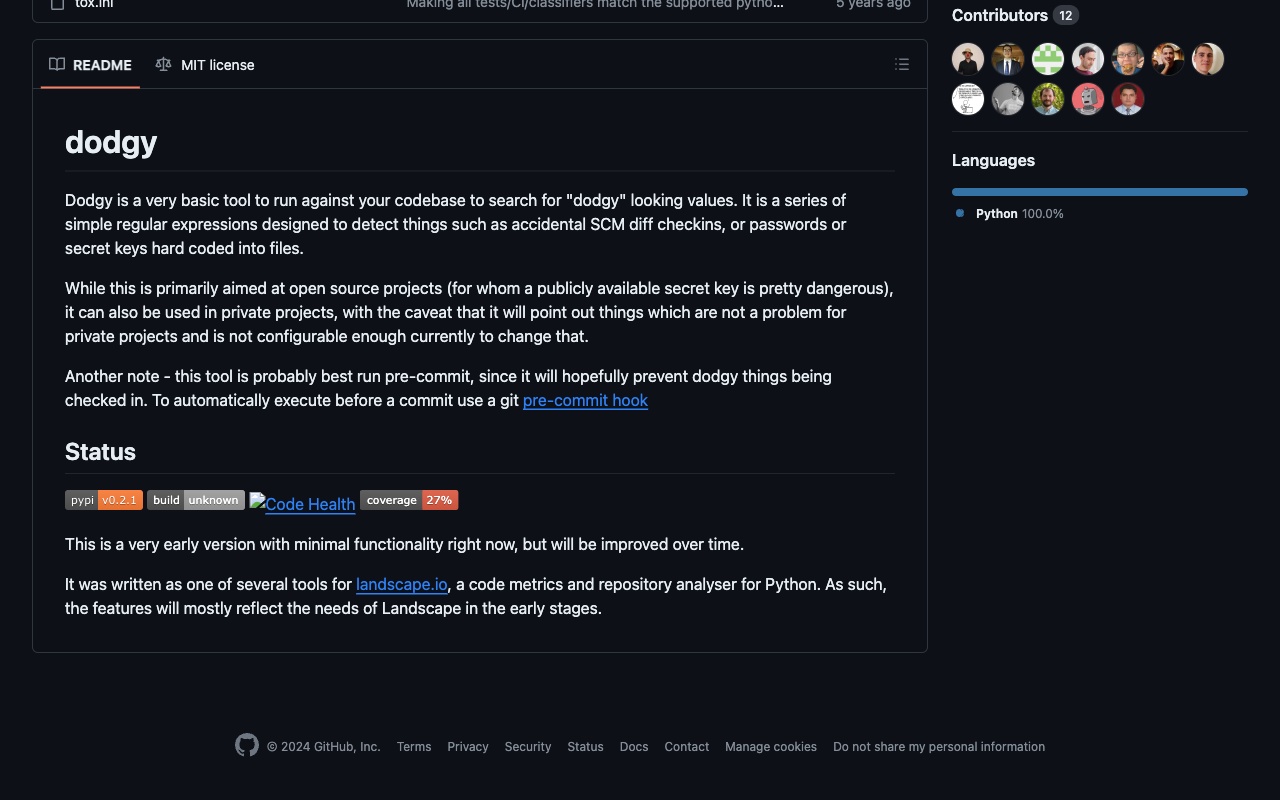 tox.ini
Making all tests/CI/classifiers match the supported pytho...
5 years ago
README
MIT license
dodgy
Dodgy is a very basic tool to run against your codebase to search for "dodgy" looking values. It is a series of
simple regular expressions designed to detect things such as accidental SCM diff checkins, or passwords or
secret keys hard coded into files.
While this is primarily aimed at open source projects (for whom a publicly available secret key is pretty dangerous),
it can also be used in private projects, with the caveat that it will point out things which are not a problem for
private projects and is not configurable enough currently to change that.
Another note - this tool is probably best run pre-commit, since it will hopefully prevent dodgy things being
checked in. To automatically execute before a commit use a git pre-commit hook
Status
pypi v0.2.1 build unknown Code Health coverage 27%
This is a very early version with minimal functionality right now, but will be improved over time.
It was written as one of several tools for landscape.io, a code metrics and repository analyser for Python. As such,
the features will mostly reflect the needs of Landscape in the early stages.
Contributors 12
Languages
Python 100.0%
© 2024 GitHub, Inc. Terms Privacy Security Status Docs Contact Manage cookies Do not share my personal information